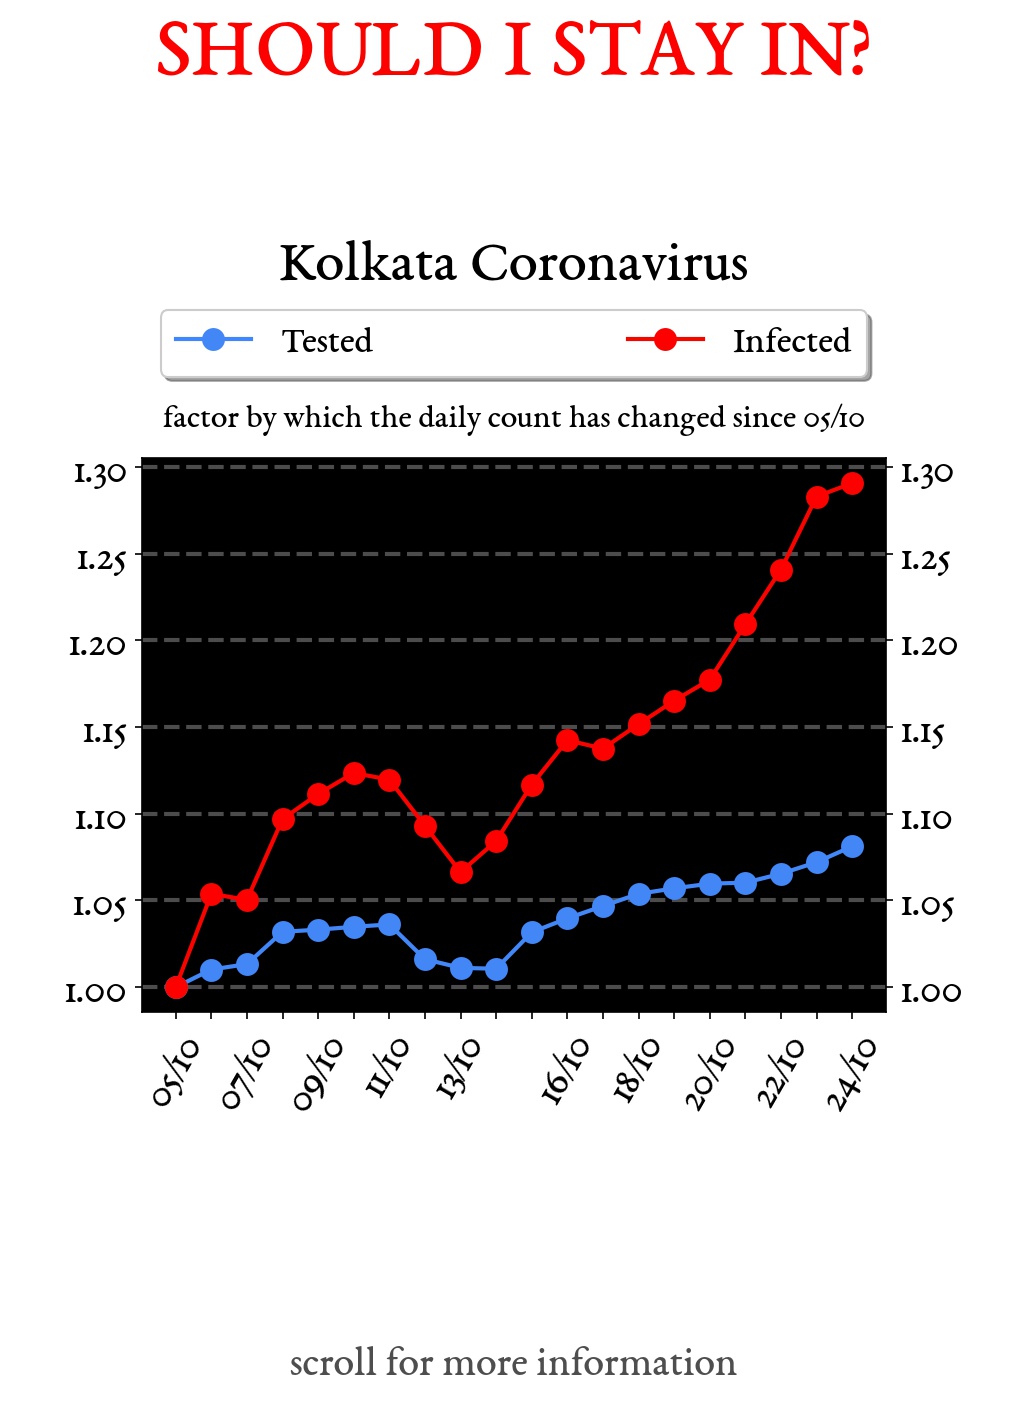 SHOULD I STAY IN?
Kolkata Coronavirus
Tested Infected
factor by which the daily count has changed since 05/10
1.30 1.30
1.25 1.25
1.20 1.20
1.15 1.15
1.10 1.10
1.05 1.05
1.00 1.00
05/10 07/10 09/10 11/10 13/10 16/10 18/10 20/10 22/10 24/10
scroll for more information